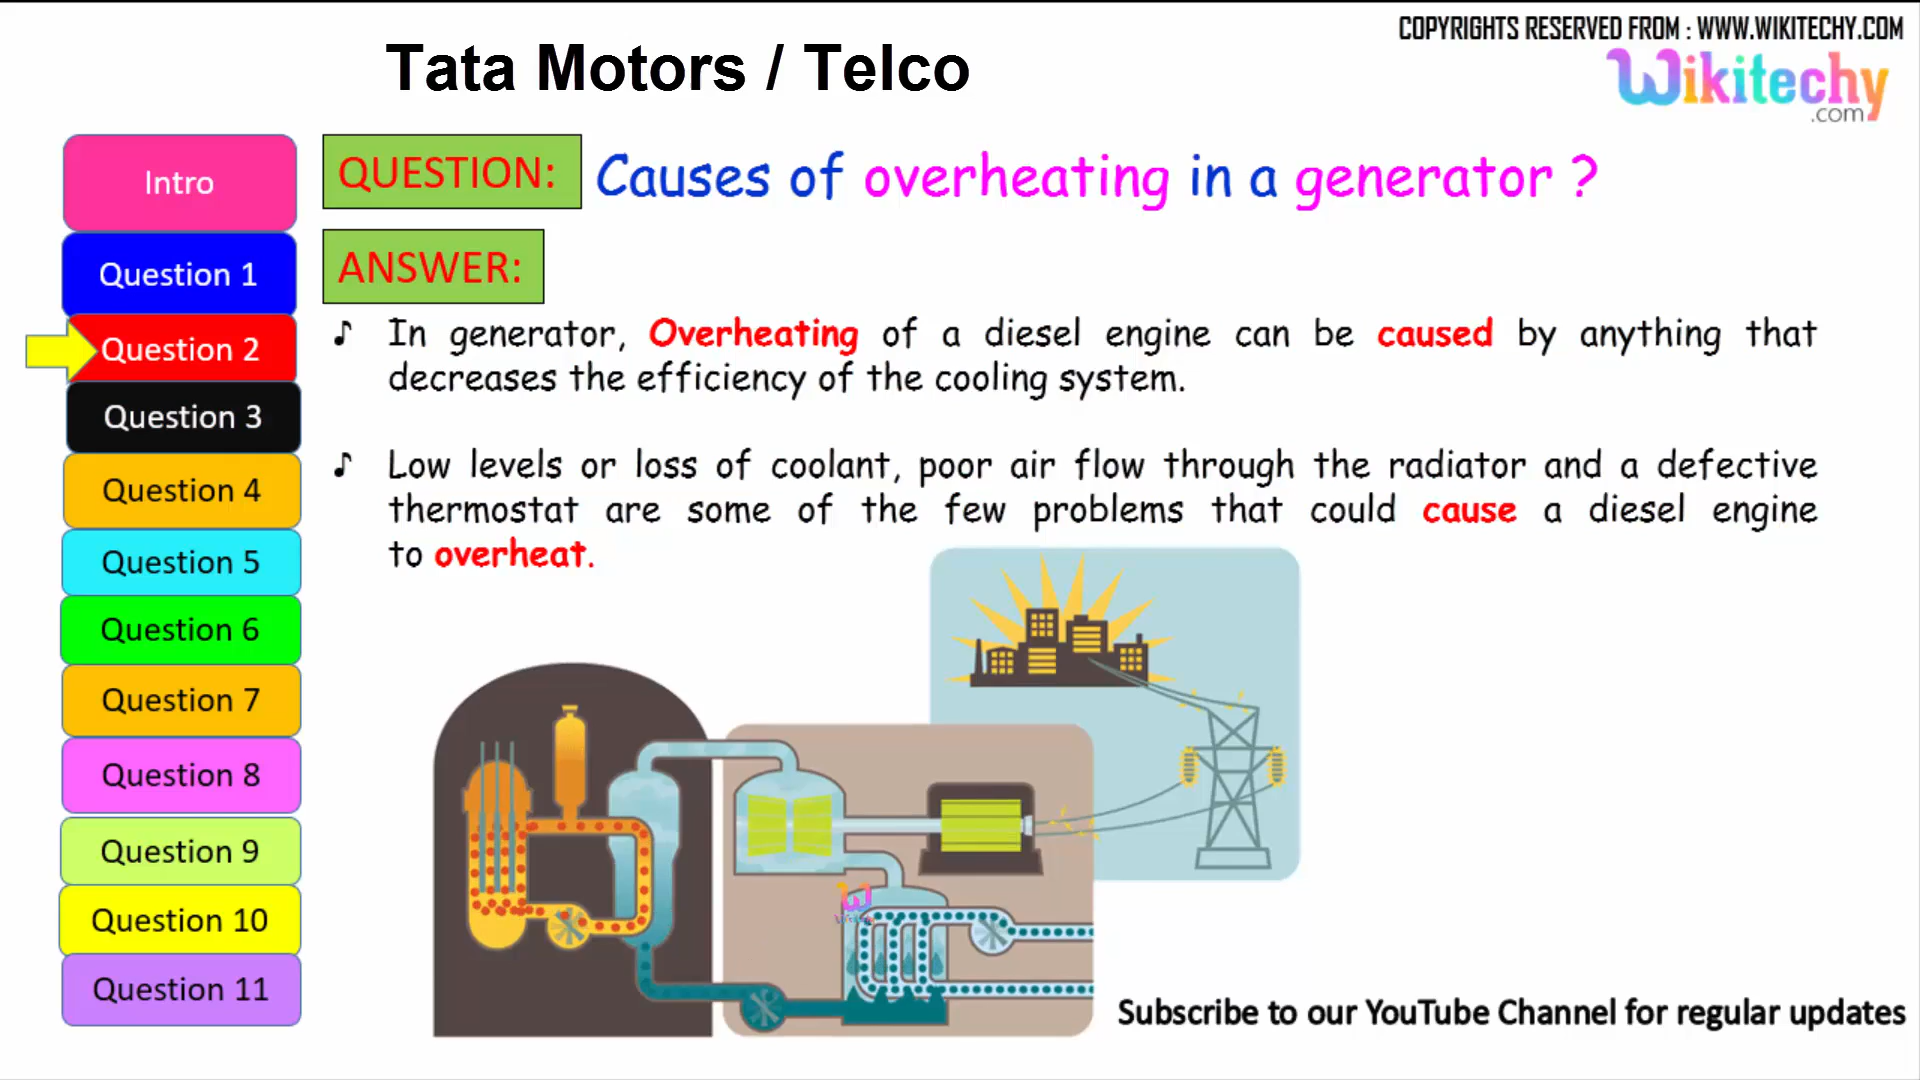 COPYRIGHTS RESERVED FROM : WWW.WIKITECHY.COM
Tata Motors / Telco
Wikitechy
.com
Intro
Question 1
Question 2
Question 3
Question 4
Question 5
Question 6
Question 7
Question 8
Question 9
Question 10
Question 11
QUESTION: Causes of overheating in a generator ?
ANSWER:
♪ In generator, Overheating of a diesel engine can be caused by anything that
decreases the efficiency of the cooling system.
♪ Low levels or loss of coolant, poor air flow through the radiator and a defective
thermostat are some of the few problems that could cause a diesel engine
to overheat.
W
Wikitechy
Subscribe to our YouTube Channel for regular updates